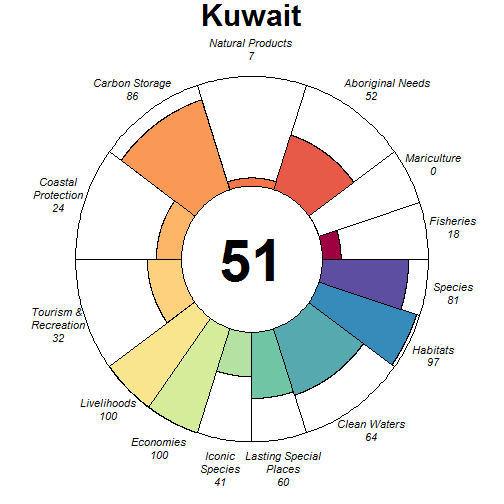 Kuwait
Natural Products
7
Carbon Storage
86
Aboriginal Needs
52
Mariculture
0
Coastal
Protection
24
Fisheries
18
51
Species
81
Tourism &
Recreation
32
Habitats
97
Livelihoods
100
Clean Waters
64
Economies
100
Iconic
Species
41
Lasting Special
Places
60